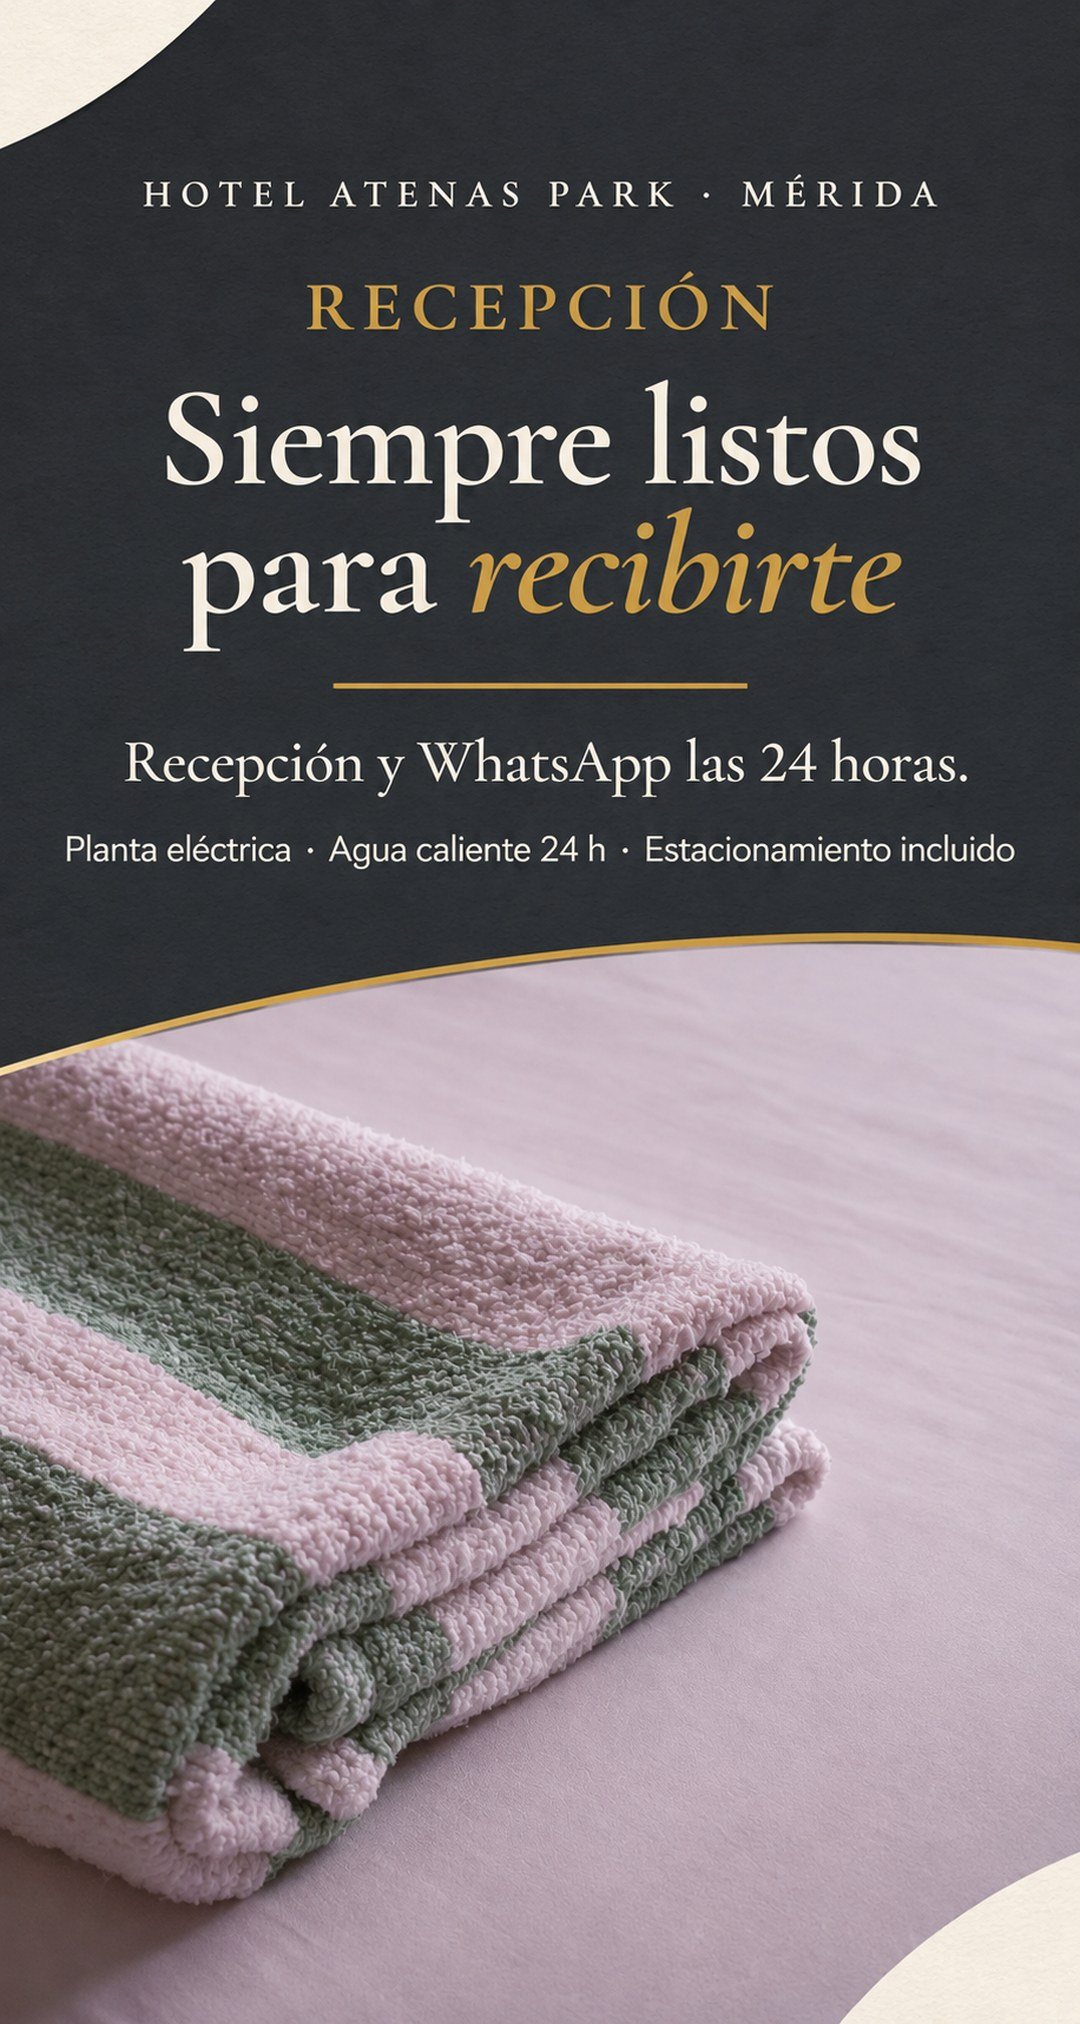 HOTEL ATENAS PARK · MÉRIDA
RECEPCIÓN
Siempre listos
para recibirte
Recepción y WhatsApp las 24 horas.
Planta eléctrica · Agua caliente 24 h · Estacionamiento incluido